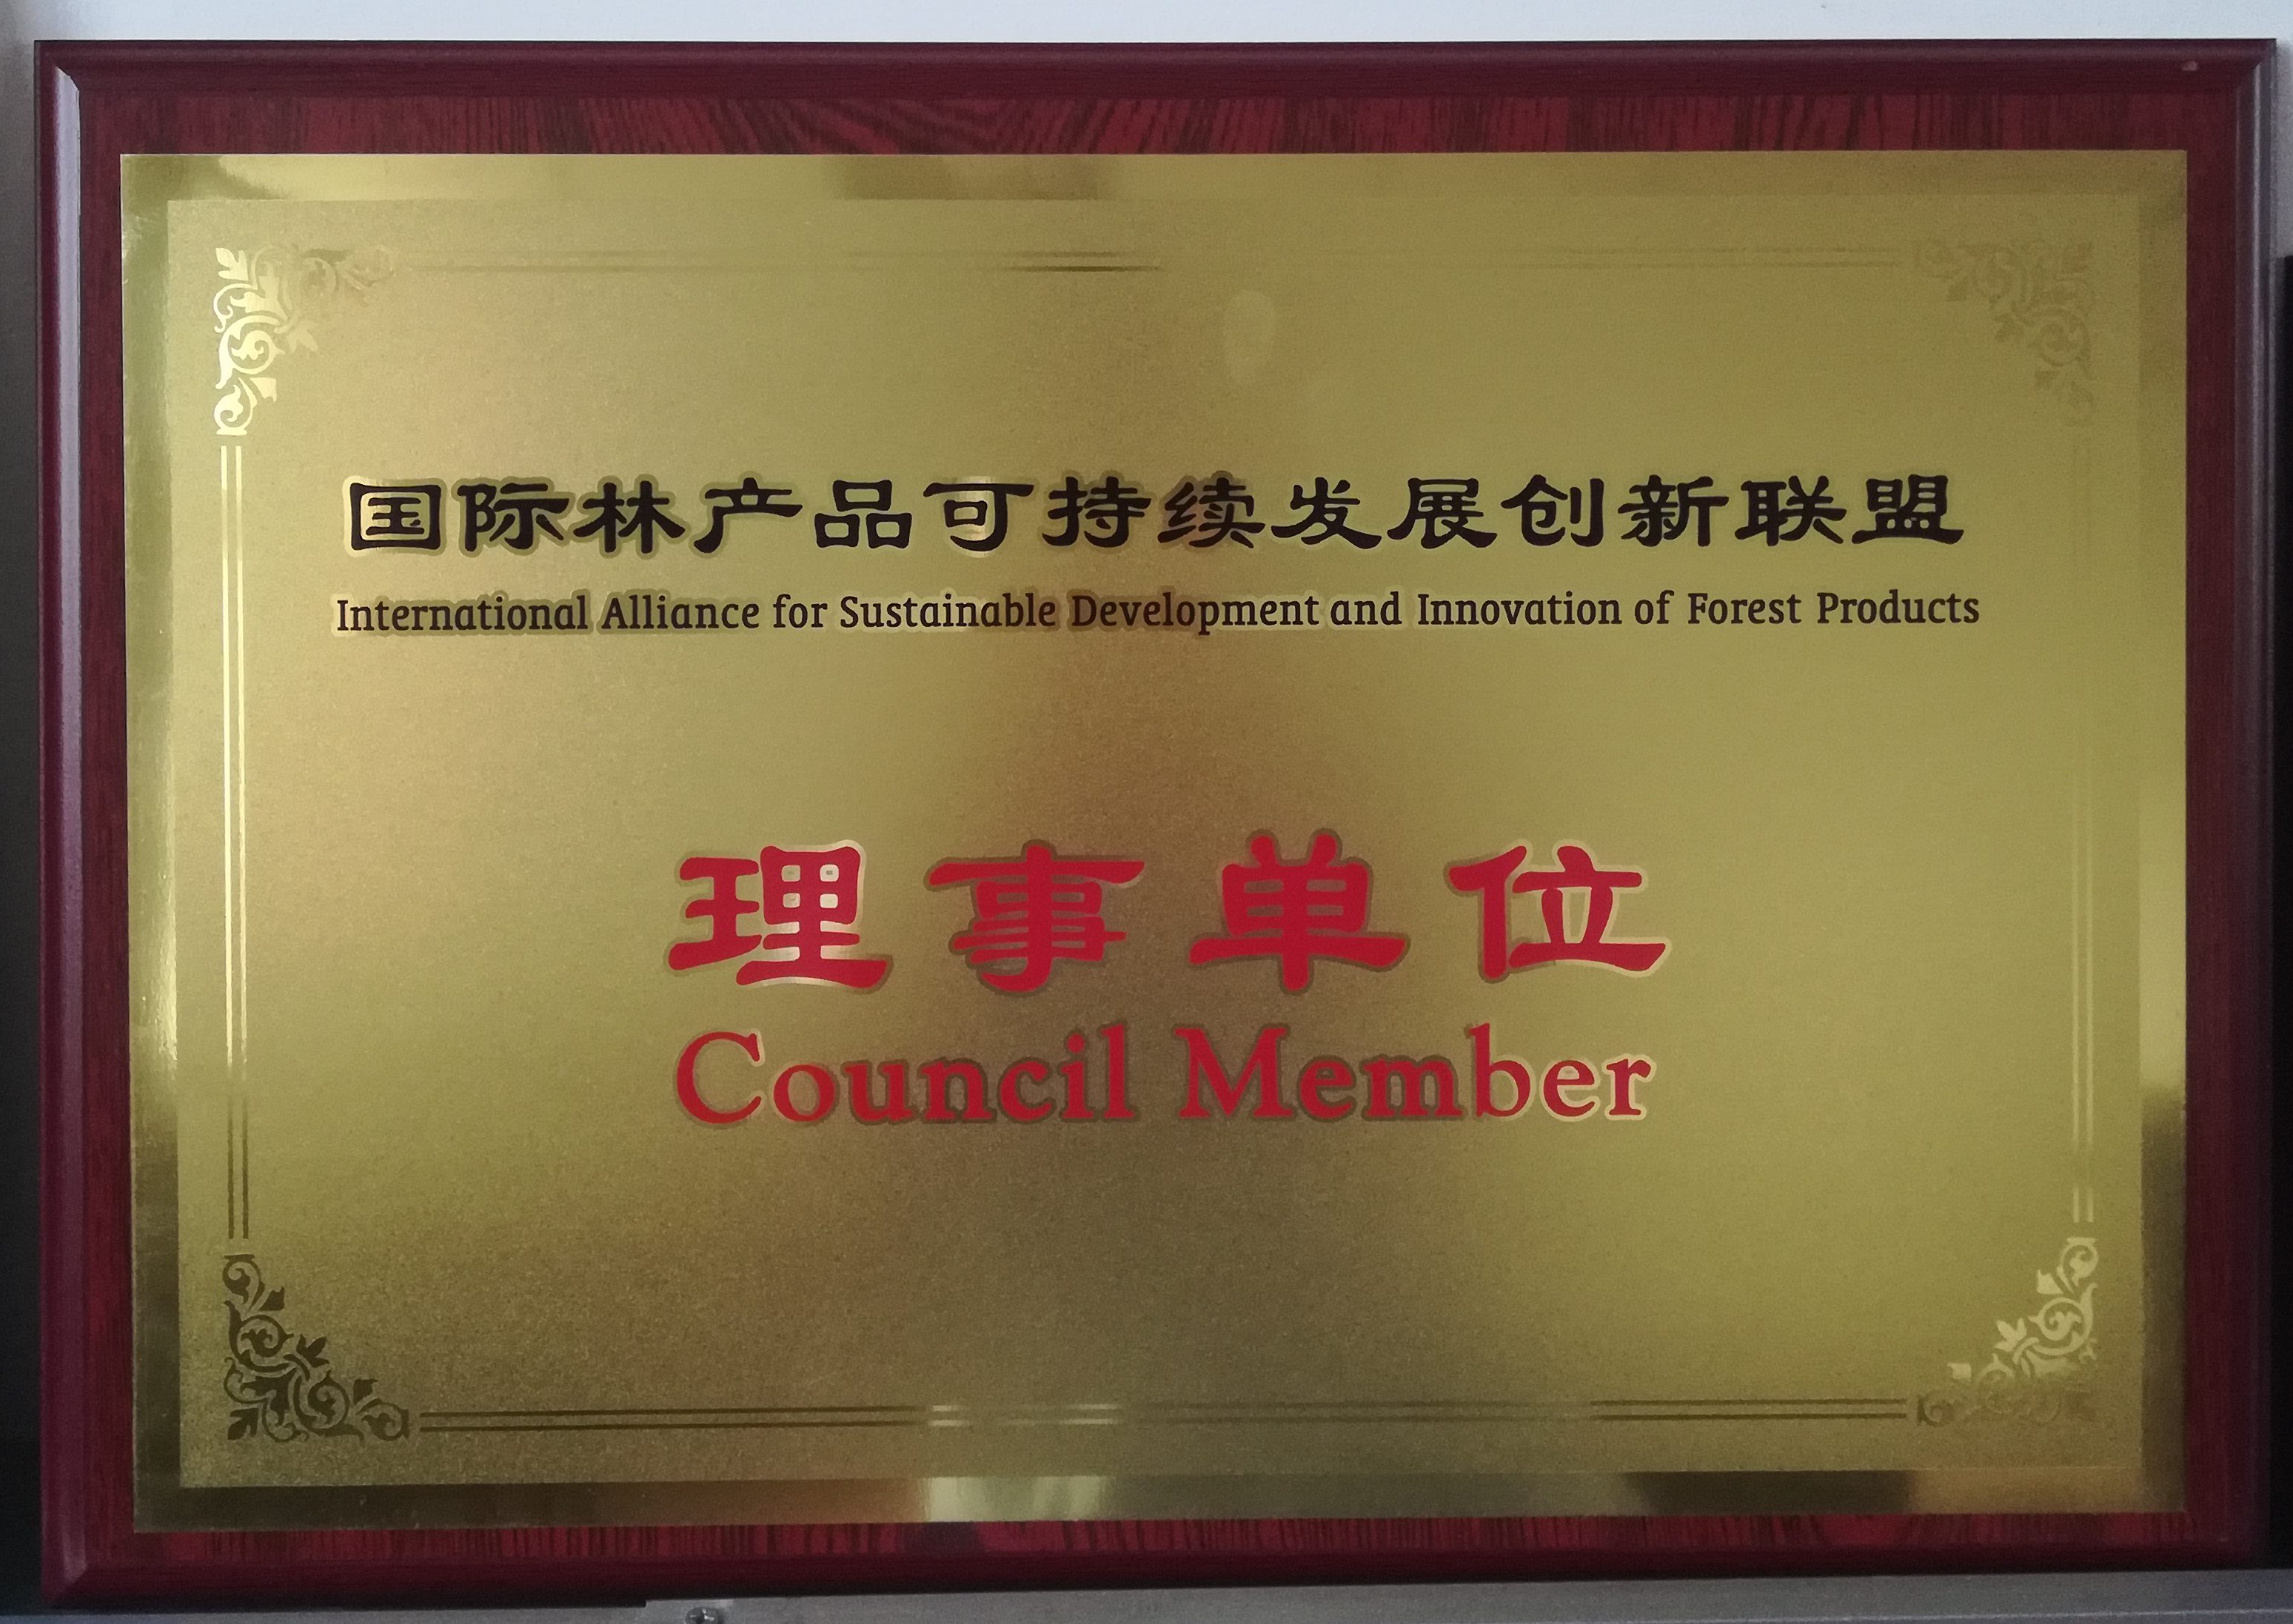 国际林产品可持续发展创新联盟
International Alliance for Sustainable Development and Innovation of Forest Products
理事单位
Council Member